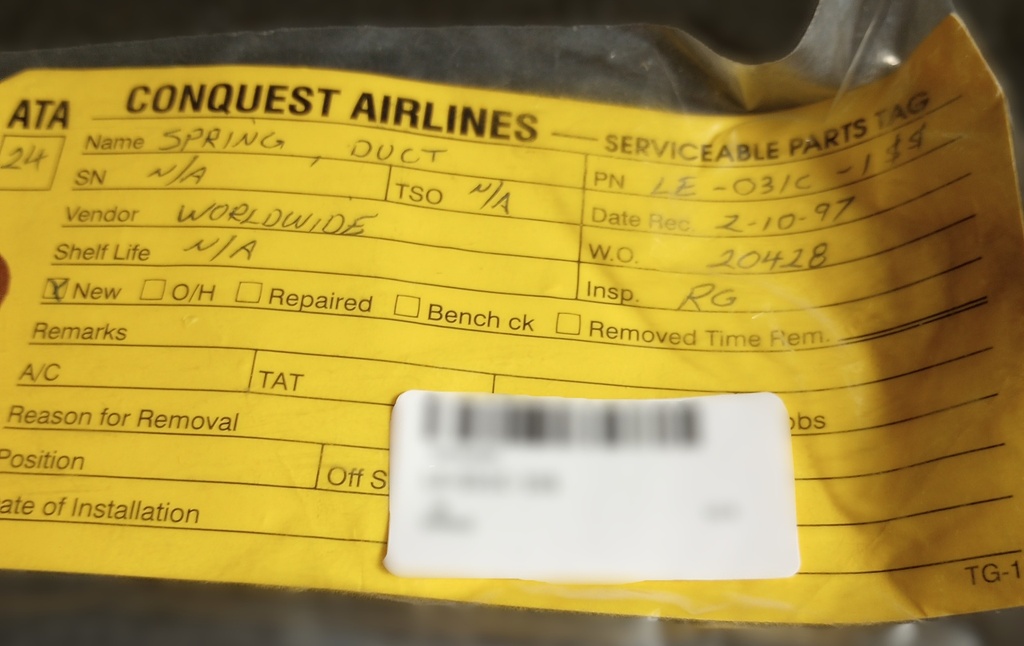 CONQUEST AIRLINES — SERVICEABLE PARTS TAG
ATA 24
Name SPRING, DUCT
PN LE-031C-1
SN N/A TSO N/A
Date Rec. 2-10-97
Vendor WORLDWIDE
W.O. 20428
Shelf Life N/A
Insp. RG
X New O/H Repaired Bench ck Removed Time Rem.
Remarks
A/C TAT
Reason for Removal
Position Off S
ate of Installation
TG-1